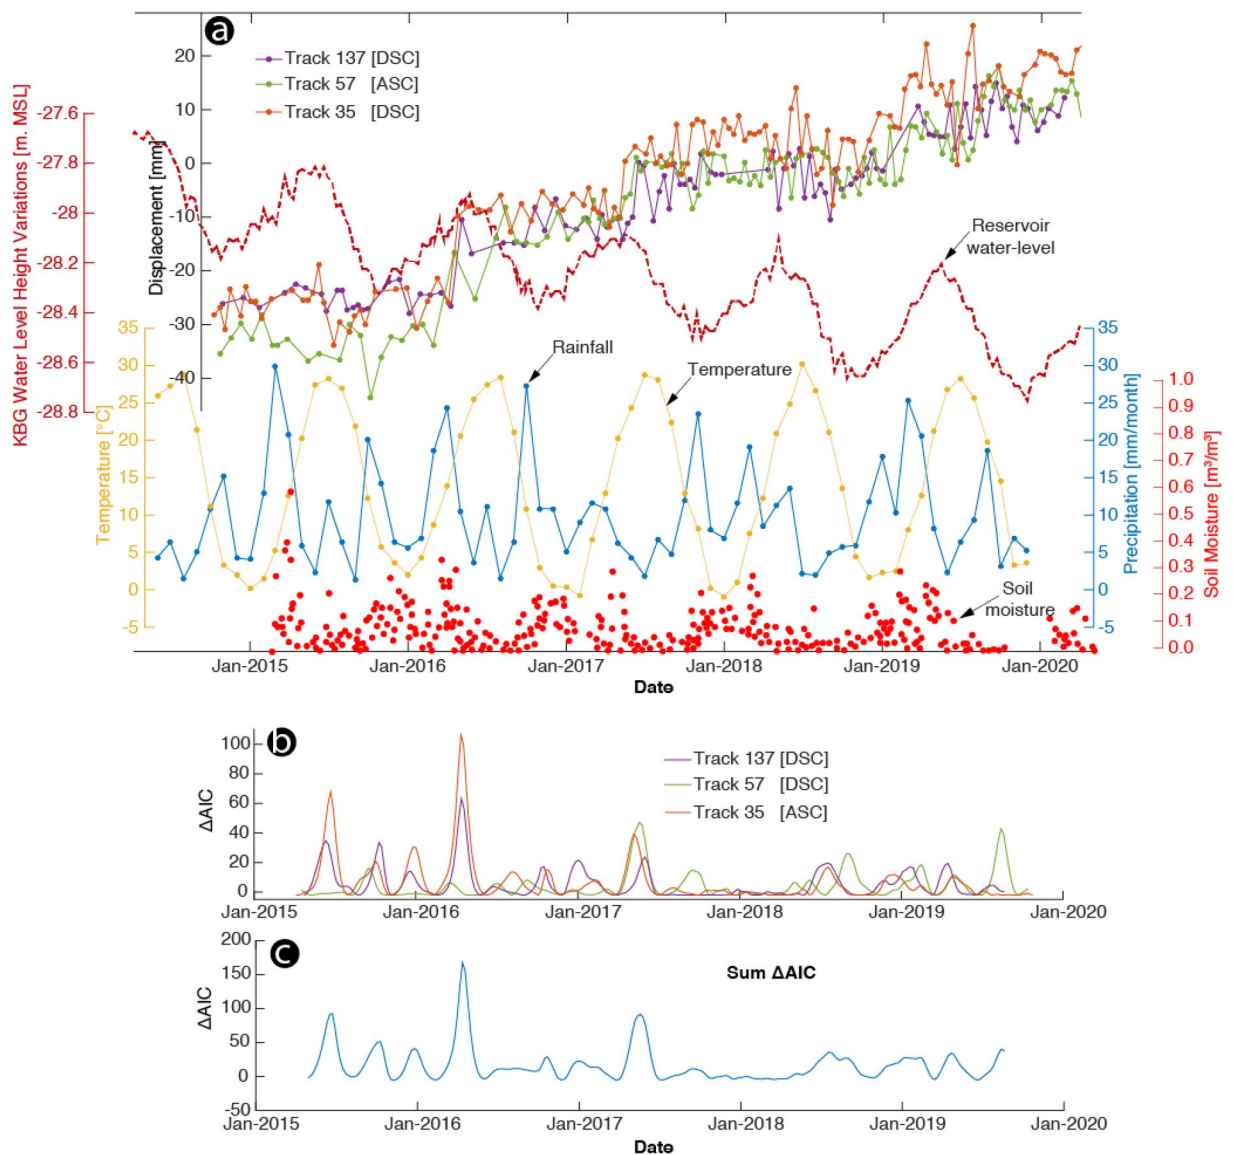 a
Track 137 [DSC]
Track 57 [ASC]
Track 35 [DSC]
20
10
0
-10
-20
-30
-40
Displacement [mm]
KBG Water Level Height Variations [m. MSL]
-27.6
-27.8
-28
-28.2
-28.4
-28.6
-28.8
Reservoir
water-level
Rainfall
Temperature
Soil
moisture
35
30
25
20
15
10
5
0
-5
Temperature [°C]
35
30
25
20
15
10
5
0
-5
Precipitation [mm/month]
1.0
0.9
0.8
0.7
0.6
0.5
0.4
0.3
0.2
0.1
0.0
Soil Moisture [m³/m³]
Jan-2015 Jan-2016 Jan-2017 Jan-2018 Jan-2019 Jan-2020
Date
b
Track 137 [DSC]
Track 57 [DSC]
Track 35 [ASC]
100
80
60
40
20
0
ΔAIC
Jan-2015 Jan-2016 Jan-2017 Jan-2018 Jan-2019 Jan-2020
c
Sum ΔAIC
200
150
100
50
0
-50
ΔAIC
Jan-2015 Jan-2016 Jan-2017 Jan-2018 Jan-2019 Jan-2020
Date